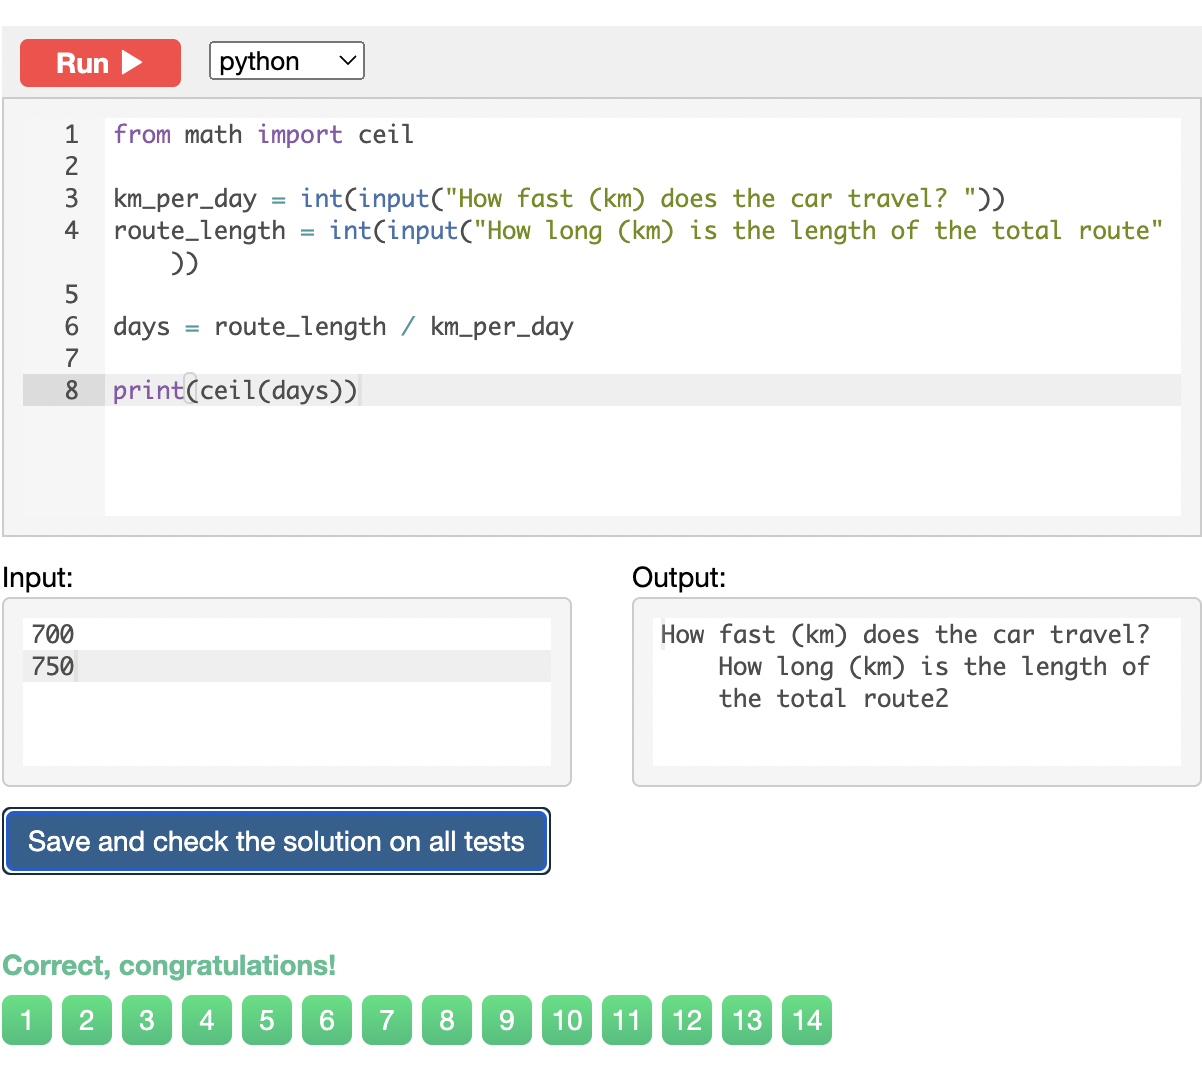 Run
python
1 from math import ceil
2
3 km_per_day = int(input("How fast (km) does the car travel? "))
4 route_length = int(input("How long (km) is the length of the total route"
))
5
6 days = route_length / km_per_day
7
8 print(ceil(days))
Input:
700
750
Output:
How fast (km) does the car travel?
How long (km) is the length of
the total route2
Save and check the solution on all tests
Correct, congratulations!
1 2 3 4 5 6 7 8 9 10 11 12 13 14